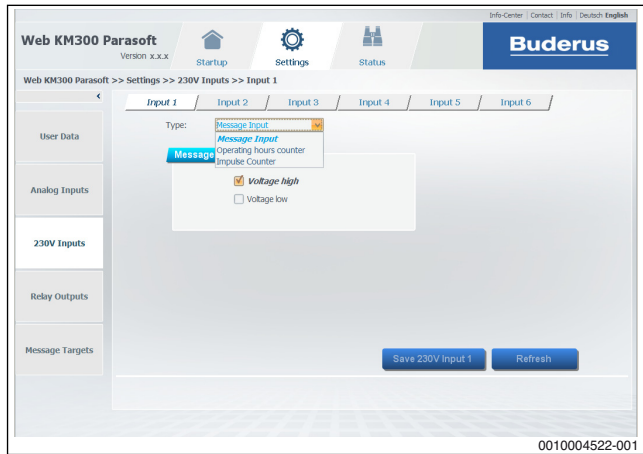 Info-Center | Contact | Info | Deutsch English
Web KM300 Parasoft
Version x.x.x
Startup
Settings
Status
Buderus
Web KM300 Parasoft >> Settings >> 230V Inputs >> Input 1
Input 1 / Input 2 / Input 3 / Input 4 / Input 5 / Input 6 /
User Data
Analog Inputs
230V Inputs
Relay Outputs
Message Targets
Type: Message Input
Message Input
Operating hours counter
Impulse Counter
Message
Voltage high
Voltage low
Save 230V Input 1
Refresh
0010004522-001